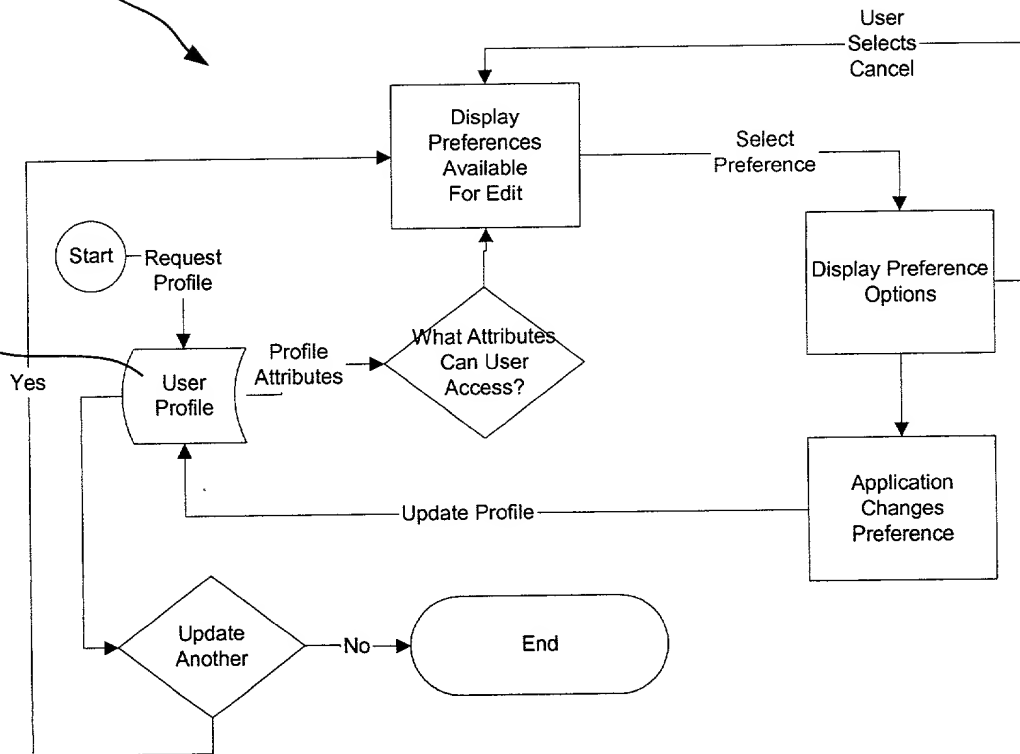 User
Selects
Cancel
Display
Preferences
Available
For Edit
Select
Preference
Start
Request
Profile
Display Preference
Options
What Attributes
Can User
Access?
Profile
Attributes
Yes
User
Profile
Application
Changes
Preference
Update Profile
Update
Another
No
End